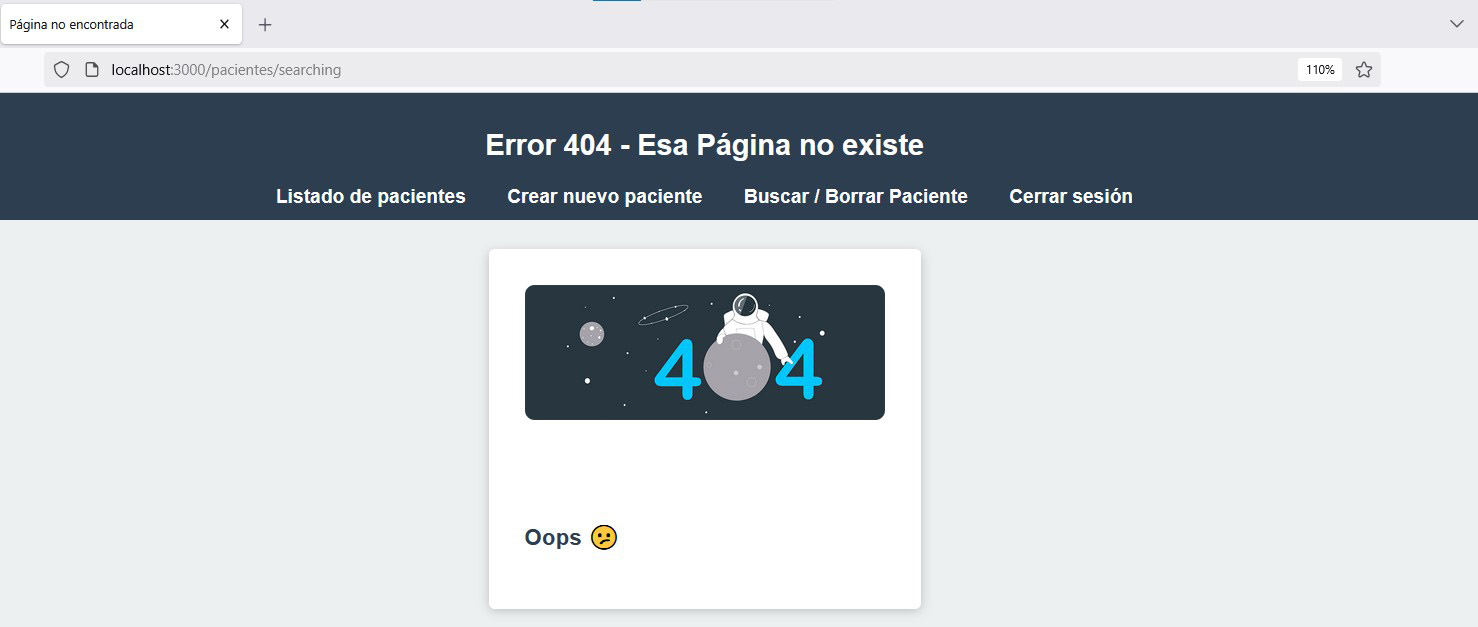 Página no encontrada
localhost:3000/pacientes/searching
110%
Error 404 - Esa Página no existe
Listado de pacientes Crear nuevo paciente Buscar / Borrar Paciente Cerrar sesión
404
Oops 😕